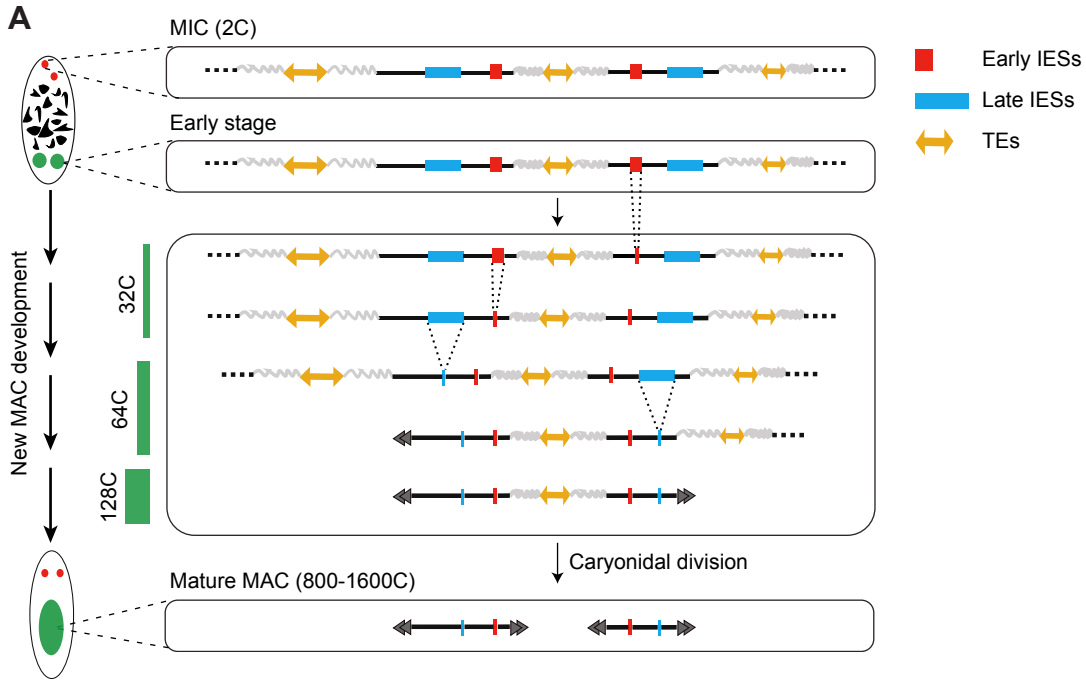 A
MIC (2C)
Early IESs
Late IESs
TEs
Early stage
New MAC development
32C
64C
128C
Caryonidal division
Mature MAC (800-1600C)